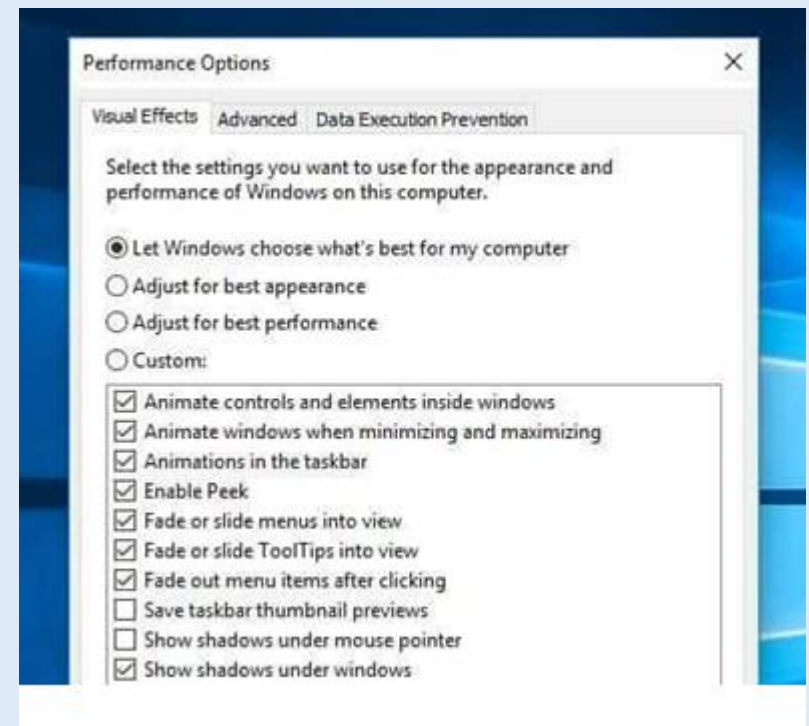 Performance Options
Visual Effects Advanced Data Execution Prevention
Select the settings you want to use for the appearance and
performance of Windows on this computer.
Let Windows choose what's best for my computer
Adjust for best appearance
Adjust for best performance
Custom:
Animate controls and elements inside windows
Animate windows when minimizing and maximizing
Animations in the taskbar
Enable Peek
Fade or slide menus into view
Fade or slide ToolTips into view
Fade out menu items after clicking
Save taskbar thumbnail previews
Show shadows under mouse pointer
Show shadows under windows